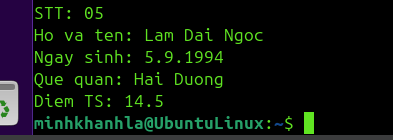 STT: 05
Ho va ten: Lam Dai Ngoc
Ngay sinh: 5.9.1994
Que quan: Hai Duong
Diem TS: 14.5
minhkhanhla@UbuntuLinux:~$